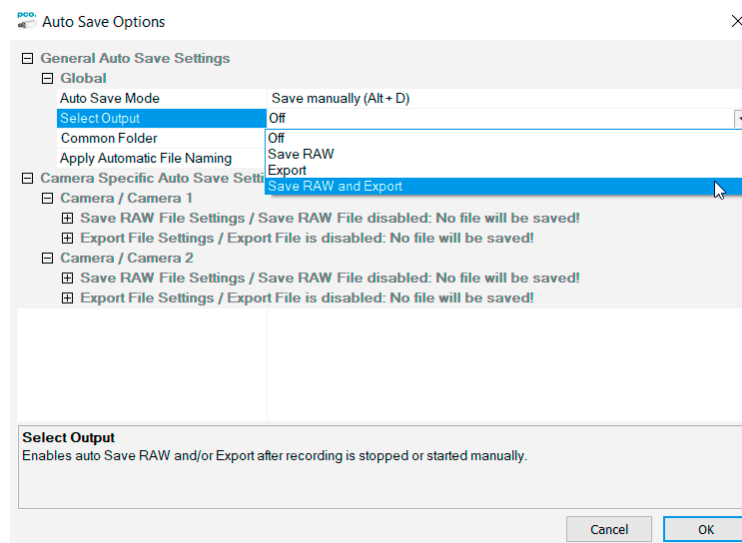 pco.
Auto Save Options
General Auto Save Settings
Global
Auto Save Mode Save manually (Alt + D)
Select Output Off
Common Folder Off
Apply Automatic File Naming Save RAW
Export
Camera Specific Auto Save Setti Save RAW and Export
Camera / Camera 1
Save RAW File Settings / Save RAW File disabled: No file will be saved!
Export File Settings / Export File is disabled: No file will be saved!
Camera / Camera 2
Save RAW File Settings / Save RAW File disabled: No file will be saved!
Export File Settings / Export File is disabled: No file will be saved!
Select Output
Enables auto Save RAW and/or Export after recording is stopped or started manually.
Cancel OK